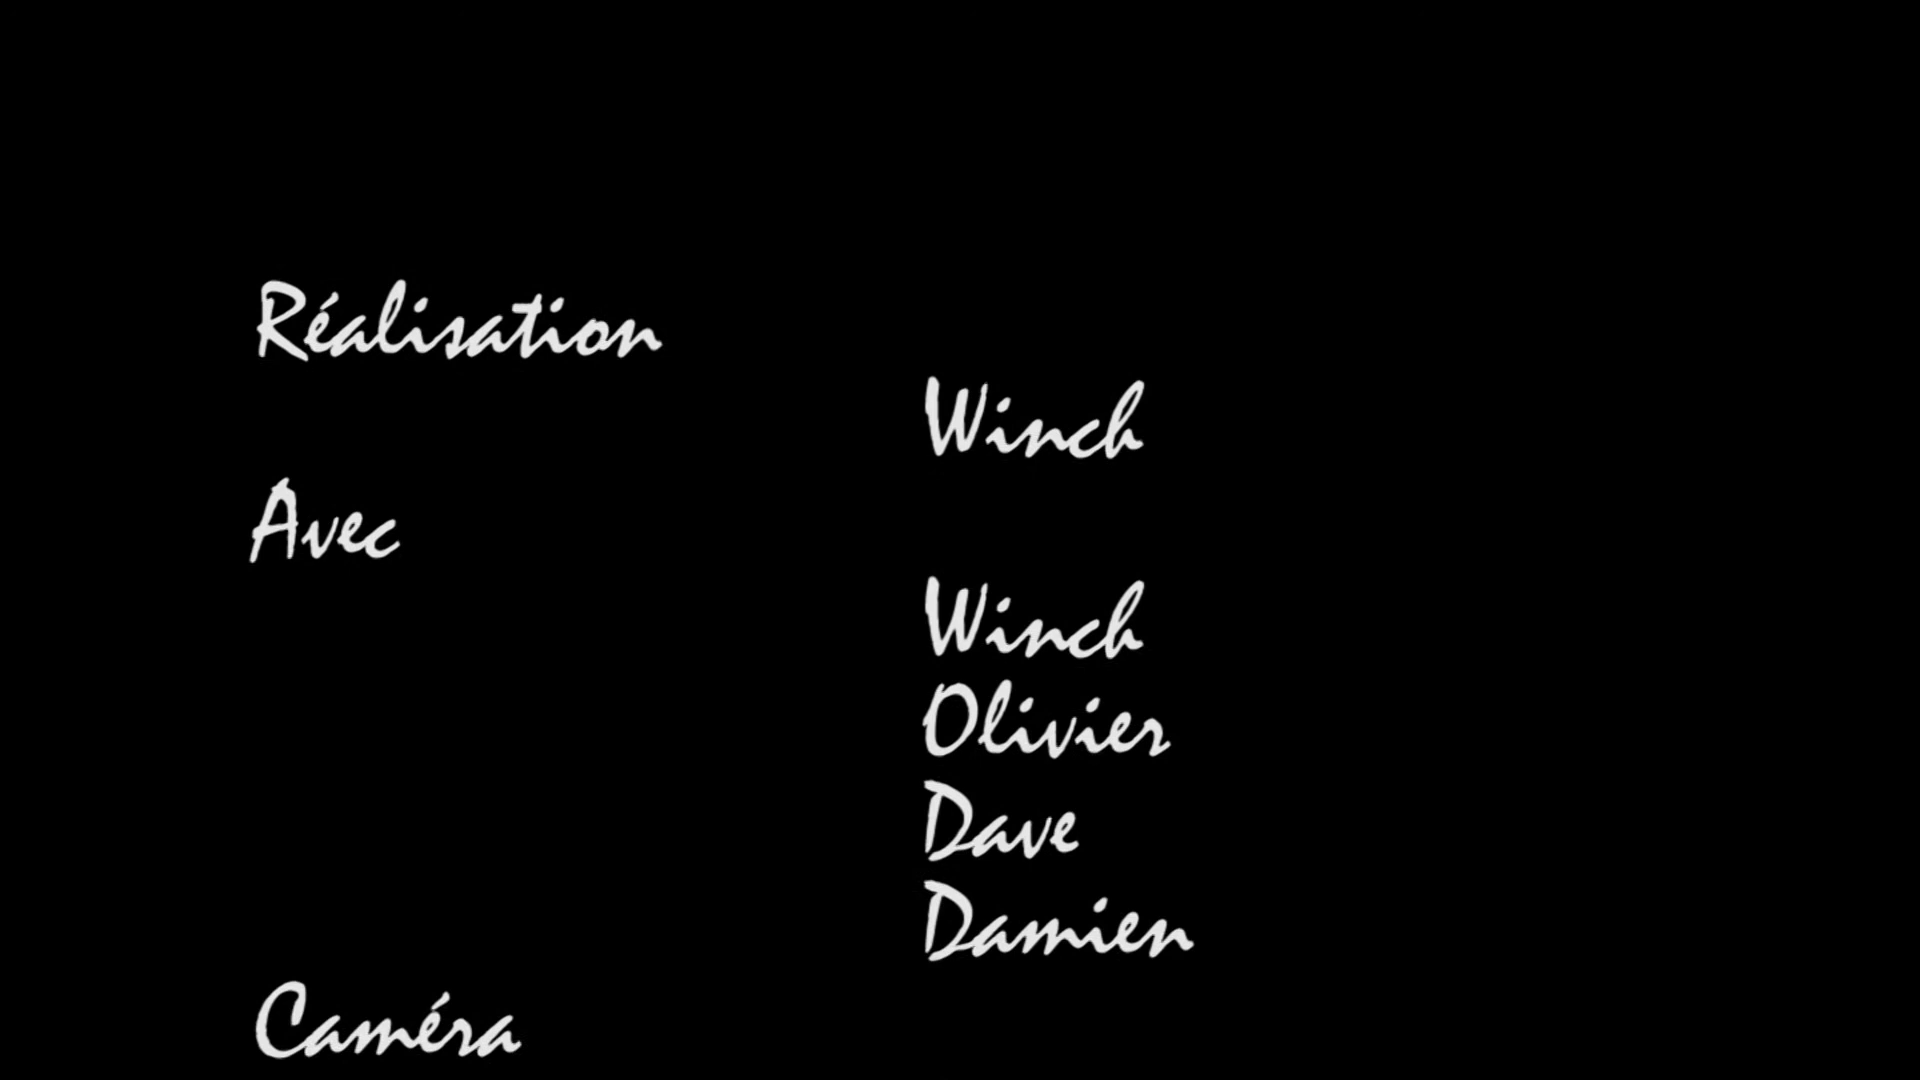 Réalisation
Winch
Avec
Winch
Olivier
Dave
Damien
Caméra